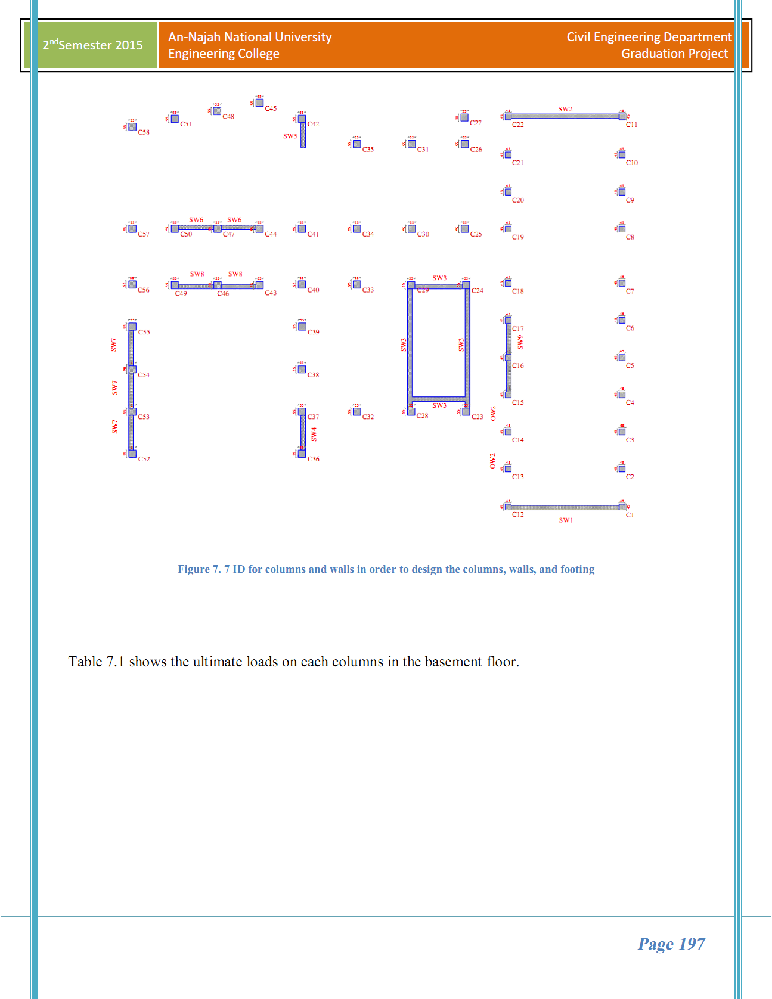 2ndSemester 2015
An-Najah National University
Engineering College
Civil Engineering Department
Graduation Project
C45
C48
C51
C58
C42
SW5
C35
C31
C27
C26
SW2
C22
C11
C21
C10
C20
C9
SW6 SW6
C57 C50 C47 C44 C41 C34 C30 C25 C19 C8
SW8 SW8
SW3
C56 C49 C46 C43 C40 C33 C29 C24 C18 C7
C55 C39 C17 C6
SW7
SW3
SW3
SW9
C54 C38 C16 C5
SW7
SW3
C15 C4
C53 C37 C32 C28 C23
OW2
SW7
SW4
C14 C3
C52 C36
OW2
C13 C2
C12 C1
SW1
Figure 7. 7 ID for columns and walls in order to design the columns, walls, and footing
Table 7.1 shows the ultimate loads on each columns in the basement floor.
Page 197